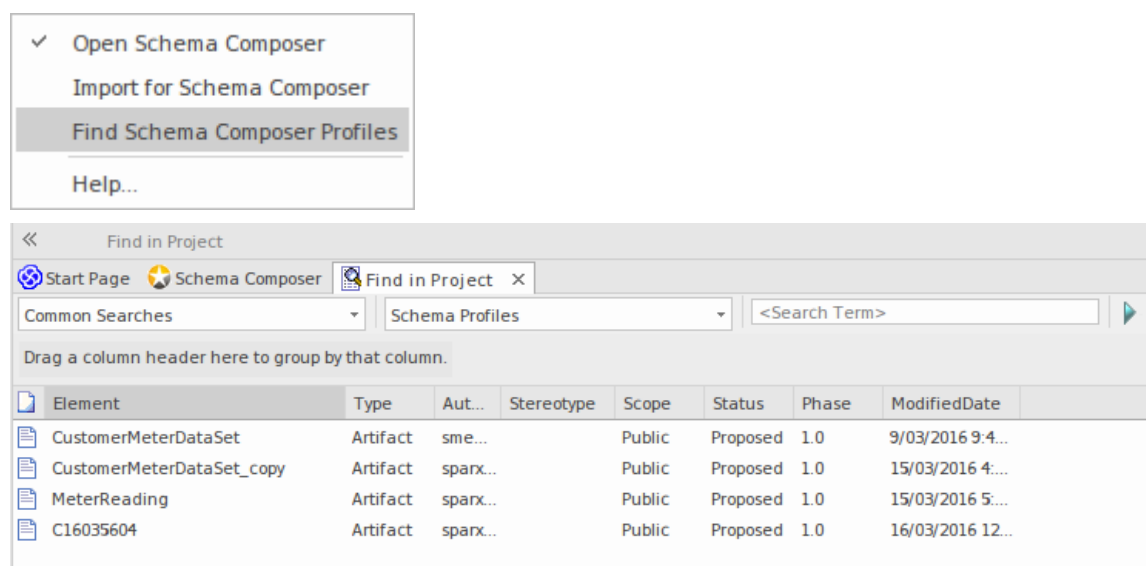 Open Schema Composer
Import for Schema Composer
Find Schema Composer Profiles
Help...
Find in Project
Start Page Schema Composer Find in Project
Common Searches Schema Profiles <Search Term>
Drag a column header here to group by that column.
Element Type Aut... Stereotype Scope Status Phase ModifiedDate
CustomerMeterDataSet Artifact sme... Public Proposed 1.0 9/03/2016 9:4...
CustomerMeterDataSet_copy Artifact sparx... Public Proposed 1.0 15/03/2016 4:...
MeterReading Artifact sparx... Public Proposed 1.0 15/03/2016 5:...
C16035604 Artifact sparx... Public Proposed 1.0 16/03/2016 12...